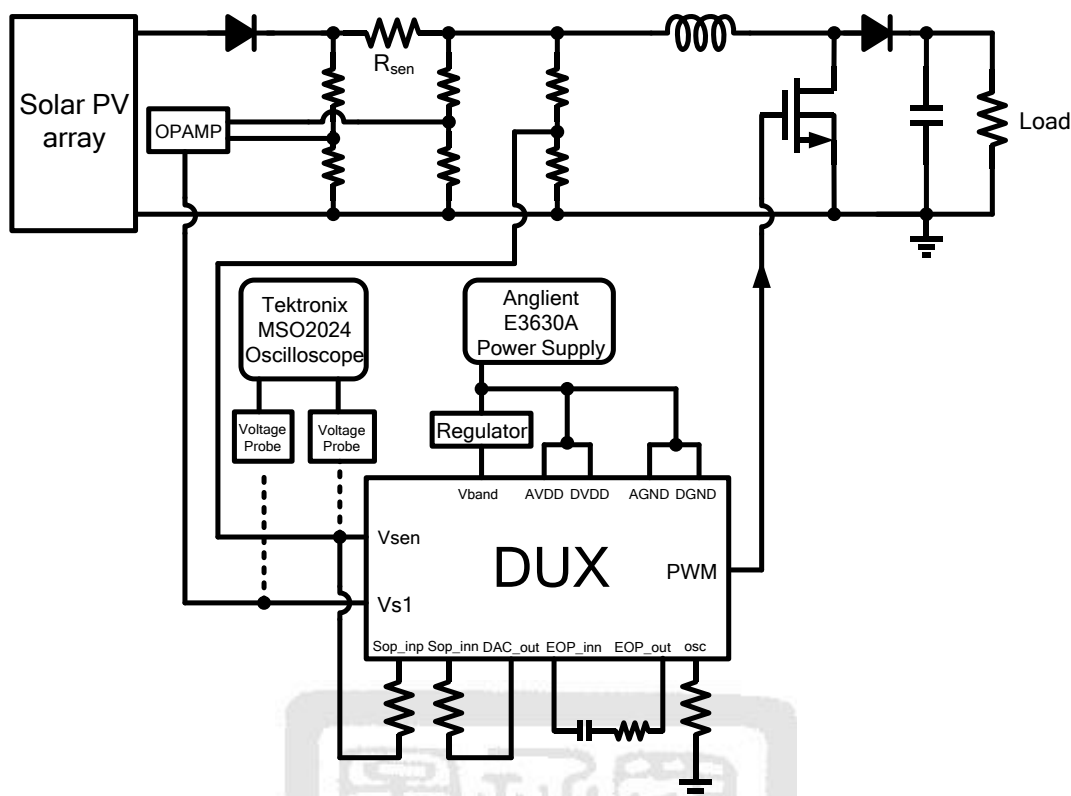 Solar PV
array
OPAMP
Rsen
Load
Tektronix
MSO2024
Oscilloscope
Anglient
E3630A
Power Supply
Voltage
Probe
Voltage
Probe
Regulator
Vband
AVDD
DVDD
AGND
DGND
Vsen
DUX
PWM
Vs1
Sop_inp
Sop_inn
DAC_out
EOP_inn
EOP_out
osc